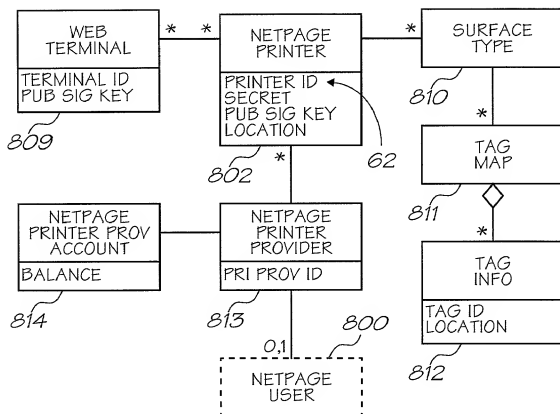 WEB
TERMINAL
TERMINAL ID
PUB SIG KEY
809
* *
NETPAGE
PRINTER
PRINTER ID
SECRET
PUB SIG KEY
LOCATION
802
62
*
*
SURFACE
TYPE
810
*
TAG
MAP
811
*
TAG
INFO
TAG ID
LOCATION
812
NETPAGE
PRINTER PROV
ACCOUNT
BALANCE
814
NETPAGE
PRINTER
PROVIDER
PRI PROV ID
813
800
0,1
NETPAGE
USER